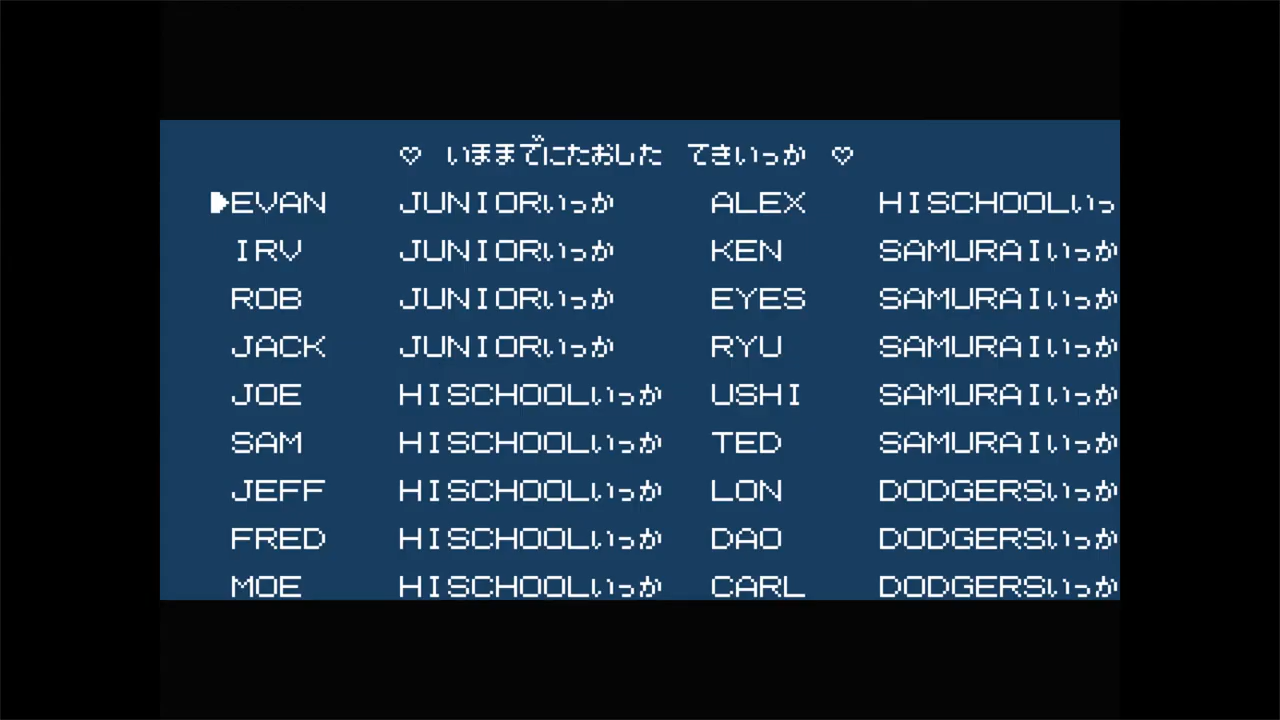 ♡ いままでにたおした てきいっか ♡
EVAN JUNIORいっか ALEX HISCHOOLいっ
IRV JUNIORいっか KEN SAMURAIいっか
ROB JUNIORいっか EYES SAMURAIいっか
JACK JUNIORいっか RYU SAMURAIいっか
JOE HISCHOOLいっか USHI SAMURAIいっか
SAM HISCHOOLいっか TED SAMURAIいっか
JEFF HISCHOOLいっか LON DODGERSいっか
FRED HISCHOOLいっか DAO DODGERSいっか
MOE HISCHOOLいっか CARL DODGERSいっか